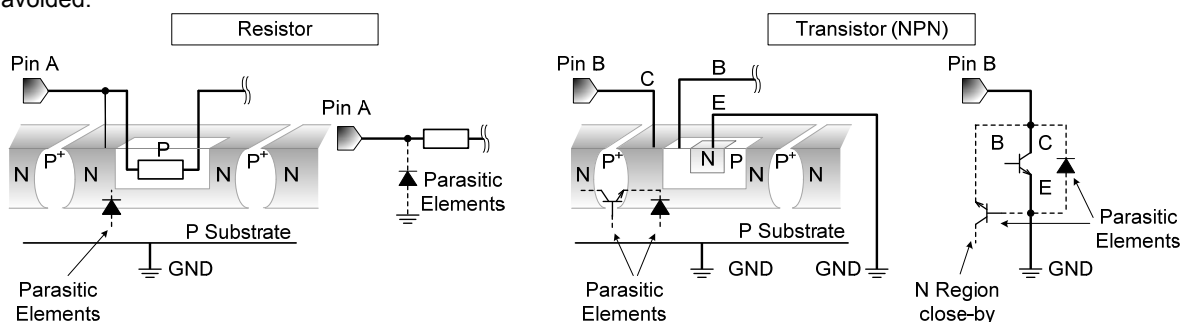 avoided.
Resistor
Transistor (NPN)
Pin A
Pin A
N
P+
N
P
N
P+
N
Parasitic
Elements
P Substrate
GND
Parasitic
Elements
Pin B
C
B
E
N
P+
N
N
P
N
P+
N
P Substrate
GND
GND
Parasitic
Elements
Pin B
B
C
E
Parasitic
Elements
GND
N Region
close-by